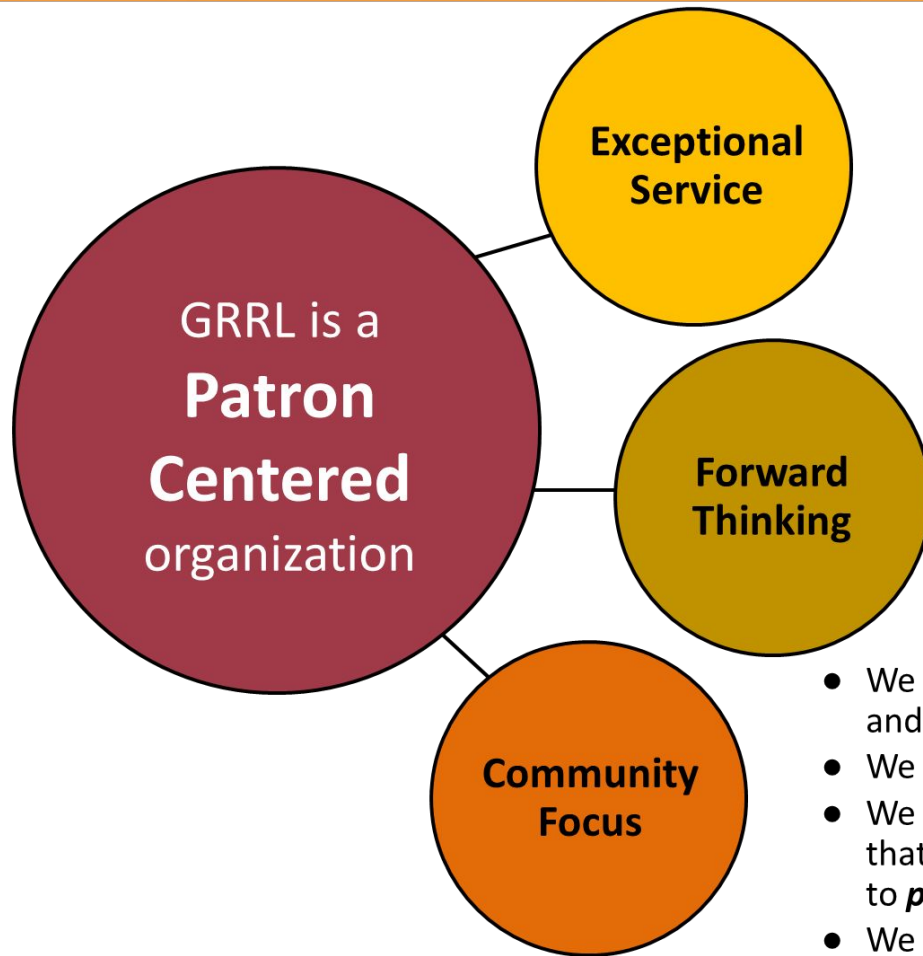 Exceptional
Service
GRRL is a
Patron
Centered
organization
Forward
Thinking
Community
Focus
● We
and
● We
● We
that
to p
● We